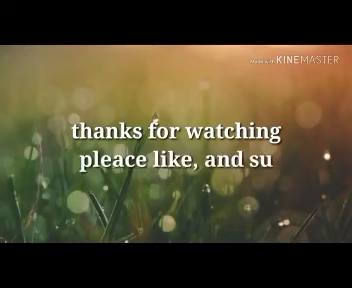 Made with KINEMASTER
thanks for watching
pleace like, and su